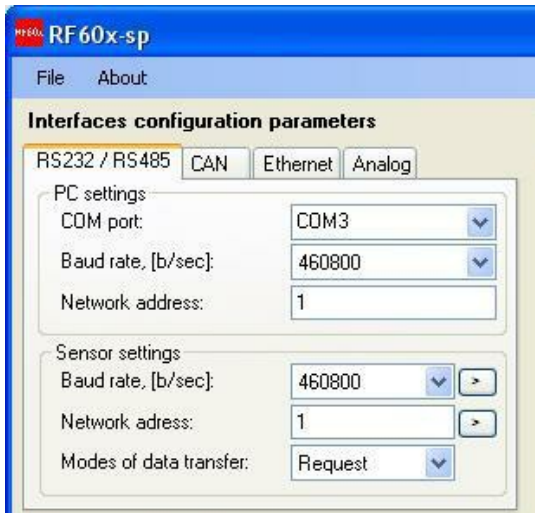 RF60x RF60x-sp
File About
Interfaces configuration parameters
RS232 / RS485 CAN Ethernet Analog
PC settings
COM port: COM3
Baud rate, [b/sec]: 460800
Network address: 1
Sensor settings
Baud rate, [b/sec]: 460800 >
Network adress: 1 >
Modes of data transfer: Request